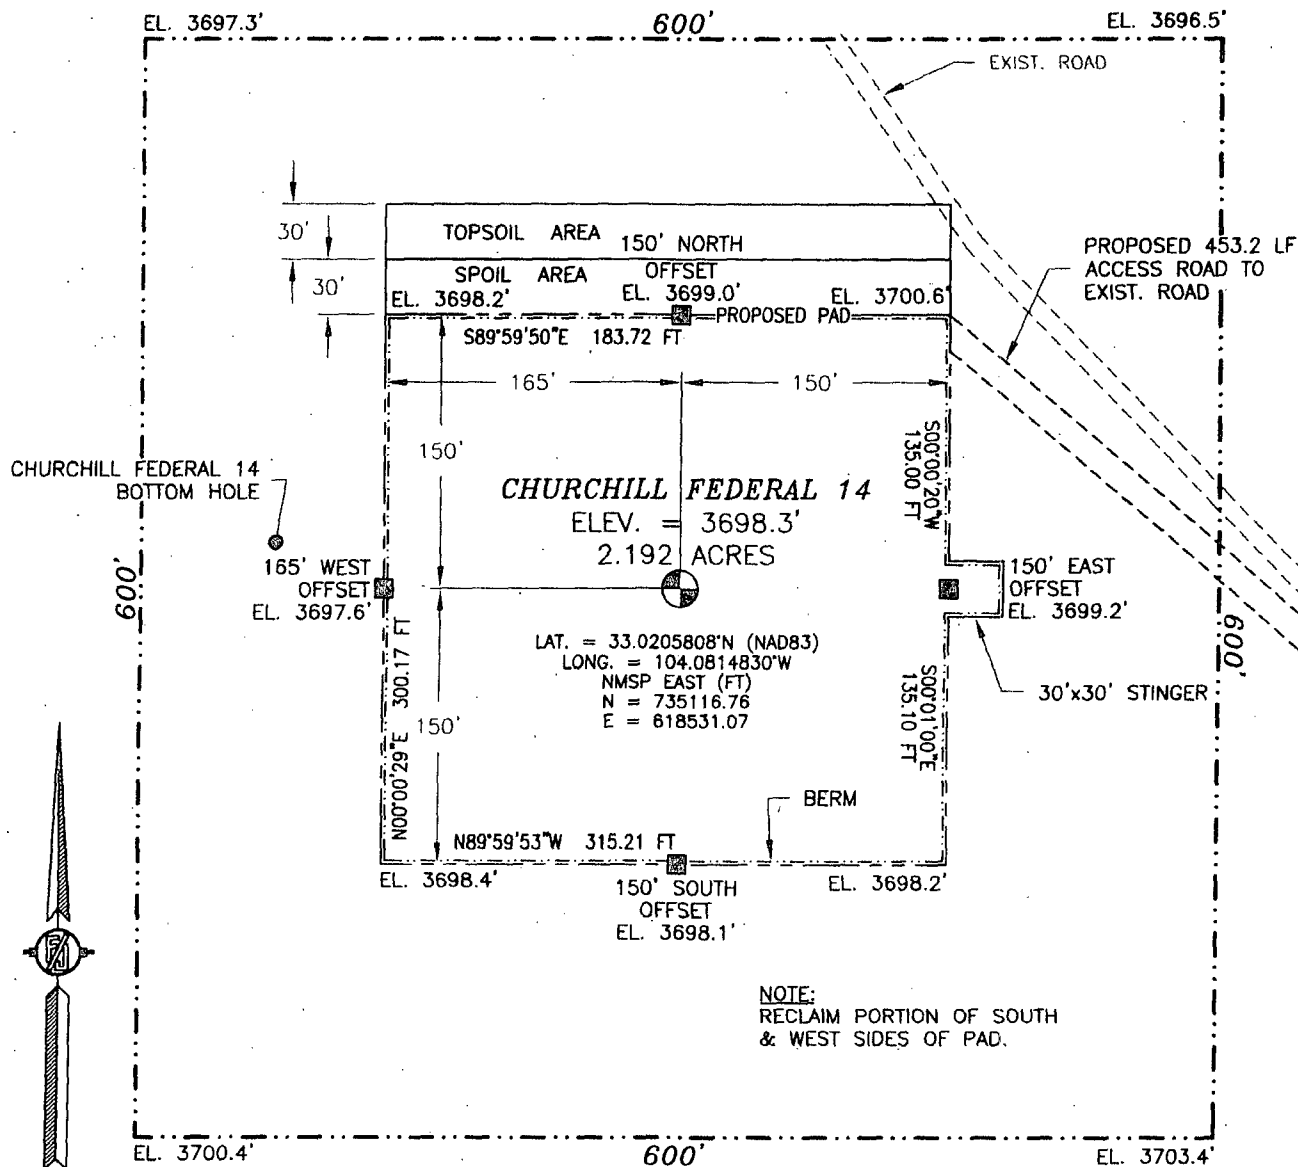 EL. 3697.3'
600'
EL. 3696.5'
EXIST. ROAD
30'
TOPSOIL AREA
150' NORTH
OFFSET
EL. 3699.0'
30'
SPOIL AREA
EL. 3698.2'
EL. 3700.6'
PROPOSED PAD
PROPOSED 453.2 LF
ACCESS ROAD TO
EXIST. ROAD
S89°59'50"E 183.72 FT
165'
150'
150'
S00°00'20"W
135.00 FT
CHURCHILL FEDERAL 14
BOTTOM HOLE
CHURCHILL FEDERAL 14
ELEV. = 3698.3'
2.192 ACRES
600'
165' WEST
OFFSET
EL. 3697.6'
150' EAST
OFFSET
EL. 3699.2'
600'
LAT. = 33.0205808°N (NAD83)
LONG. = 104.0814830°W
NMSP EAST (FT)
N = 735116.76
E = 618531.07
N00°00'29"E 300.17 FT
150'
S00°01'00"E
135.10 FT
30'x30' STINGER
BERM
N89°59'53"W 315.21 FT
EL. 3698.4'
150' SOUTH
OFFSET
EL. 3698.1'
EL. 3698.2'
NOTE:
RECLAIM PORTION OF SOUTH
& WEST SIDES OF PAD.
EL. 3700.4'
600'
EL. 3703.4'